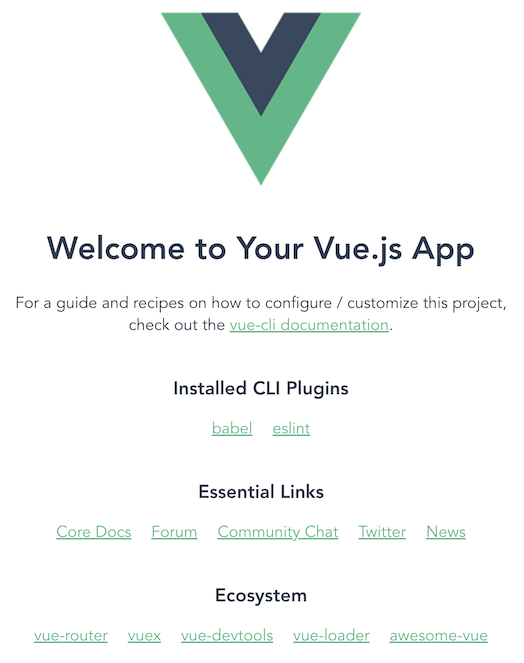 Welcome to Your Vue.js App
For a guide and recipes on how to configure / customize this project,
check out the vue-cli documentation.
Installed CLI Plugins
babel eslint
Essential Links
Core Docs Forum Community Chat Twitter News
Ecosystem
vue-router vuex vue-devtools vue-loader awesome-vue